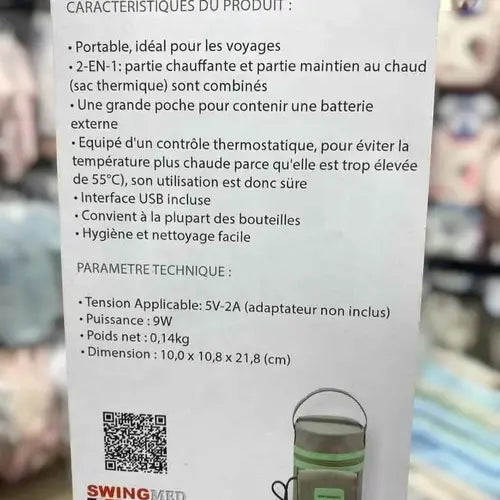 CARACTÉRISTIQUES DU PRODUIT :
• Portable, idéal pour les voyages
• 2-EN-1: partie chauffante et partie maintien au chaud
(sac thermique) sont combinés
• Une grande poche pour contenir une batterie
externe
• Equipé d'un contrôle thermostatique, pour éviter la
température plus chaude parce qu'elle est trop élevée
de 55°C), son utilisation est donc sûre
• Interface USB incluse
• Convient à la plupart des bouteilles
• Hygiène et nettoyage facile
PARAMETRE TECHNIQUE :
• Tension Applicable: 5V-2A (adaptateur non inclus)
• Puissance : 9W
• Poids net : 0,14kg
• Dimension : 10,0 x 10,8 x 21,8 (cm)
SWINGMED